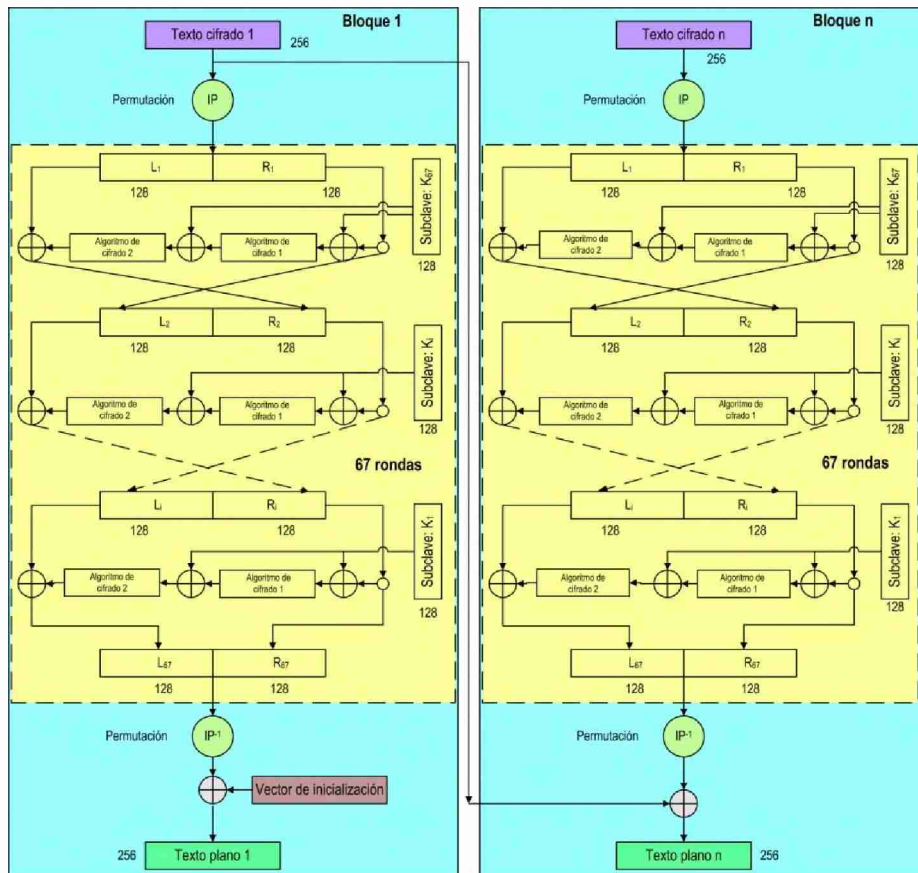 Bloque 1
Texto cifrado 1
256
Permutación
IP
L₁
R₁
128
128
Subclave: K₆₇
Algoritmo de
cifrado 2
Algoritmo de
cifrado 1
128
L₂
R₂
128
128
Subclave: Kᵢ
Algoritmo de
cifrado 2
Algoritmo de
cifrado 1
128
67 rondas
Lᵢ
Rᵢ
128
128
Subclave: K₁
Algoritmo de
cifrado 2
Algoritmo de
cifrado 1
128
L₆₇
R₆₇
128
128
Permutación
IP⁻¹
Vector de inicialización
256
Texto plano 1
Bloque n
Texto cifrado n
256
Permutación
IP
L₁
R₁
128
128
Subclave: K₆₇
Algoritmo de
cifrado 2
Algoritmo de
cifrado 1
128
L₂
R₂
128
128
Subclave: Kᵢ
Algoritmo de
cifrado 2
Algoritmo de
cifrado 1
128
67 rondas
Lᵢ
Rᵢ
128
128
Subclave: K₁
Algoritmo de
cifrado 2
Algoritmo de
cifrado 1
128
L₆₇
R₆₇
128
128
Permutación
IP⁻¹
Texto plano n
256